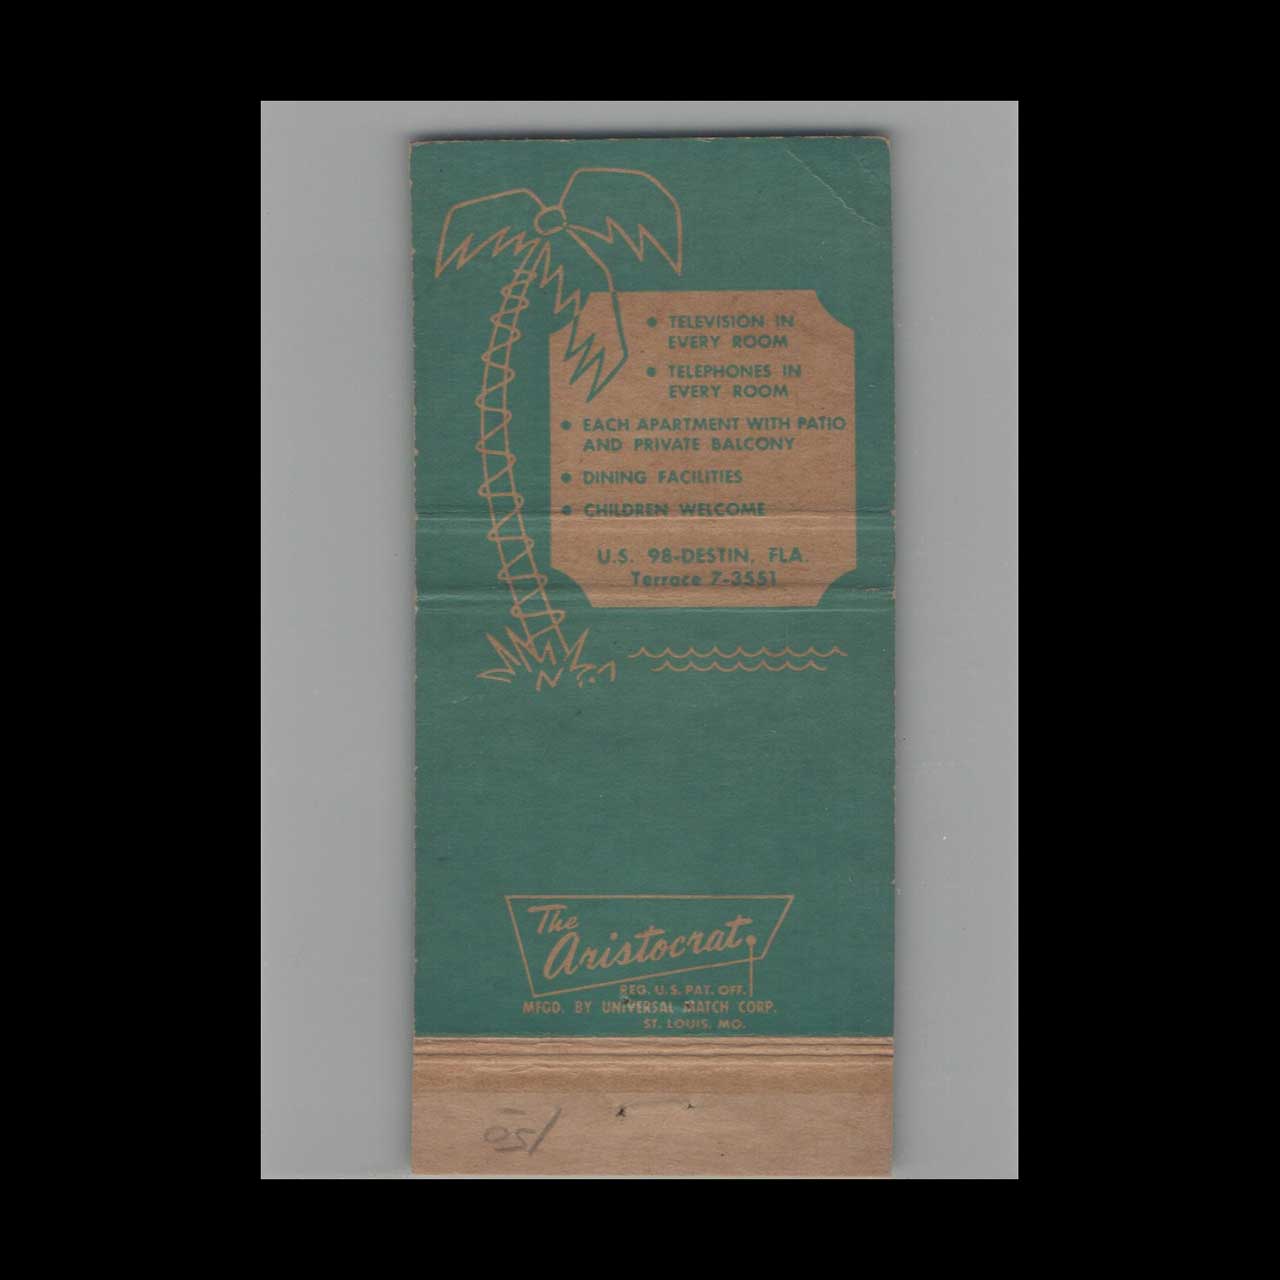 • TELEVISION IN
EVERY ROOM
• TELEPHONES IN
EVERY ROOM
• EACH APARTMENT WITH PATIO
AND PRIVATE BALCONY
• DINING FACILITIES
• CHILDREN WELCOME
U.S. 98-DESTIN, FLA.
Terrace 7-3551
The
Aristocrat
REG. U.S. PAT. OFF.
MFGD. BY UNIVERSAL MATCH CORP.
ST. LOUIS, MO.